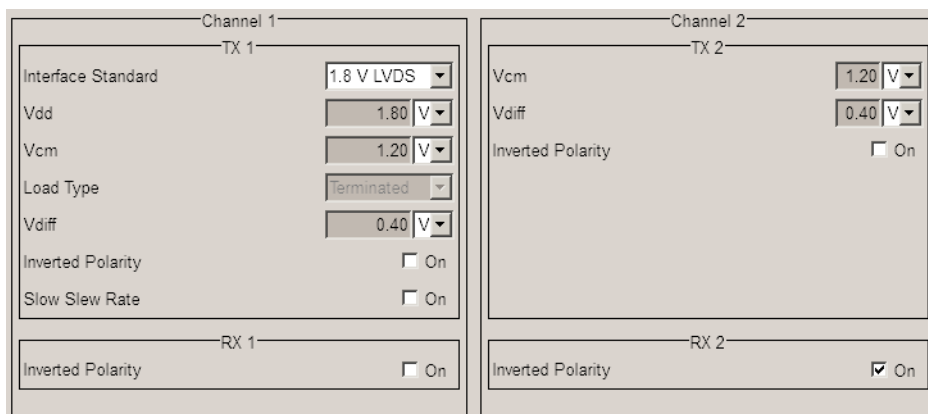 Channel 1
TX 1
Interface Standard 1.8 V LVDS
Vdd 1.80 V
Vcm 1.20 V
Load Type Terminated
Vdiff 0.40 V
Inverted Polarity On
Slow Slew Rate On
RX 1
Inverted Polarity On
Channel 2
TX 2
Vcm 1.20 V
Vdiff 0.40 V
Inverted Polarity On
RX 2
Inverted Polarity On